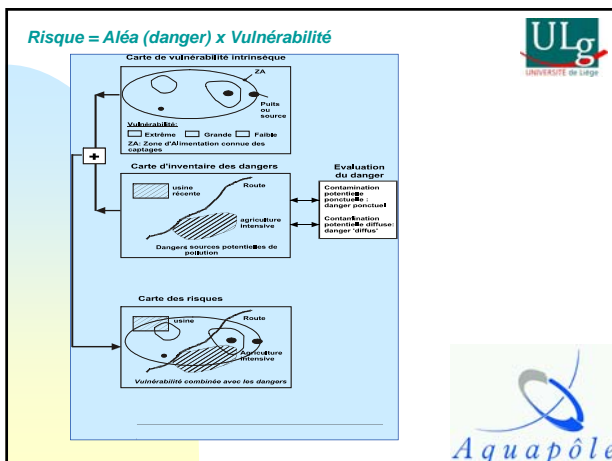 Risque = Aléa (danger) x Vulnérabilité
ULg
UNIVERSITÉ de Liège
Carte de vulnérabilité intrinsèque
ZA
Puits
ou
source
Vulnérabilité:
Extrême Grande Faible
ZA: Zone d'Alimentation connue des
captages
+
Carte d'inventaire des dangers
usine
récente
Route
agriculture
intensive
Dangers sources potentielles de
pollution
Evaluation
du danger
Contamination
potentielle
ponctuelle :
danger ponctuel
Contamination
potentielle diffuse:
danger 'diffus'
Carte des risques
usine
Route
Agriculture
intensive
Vulnérabilité combinée avec les dangers
Aquapôle